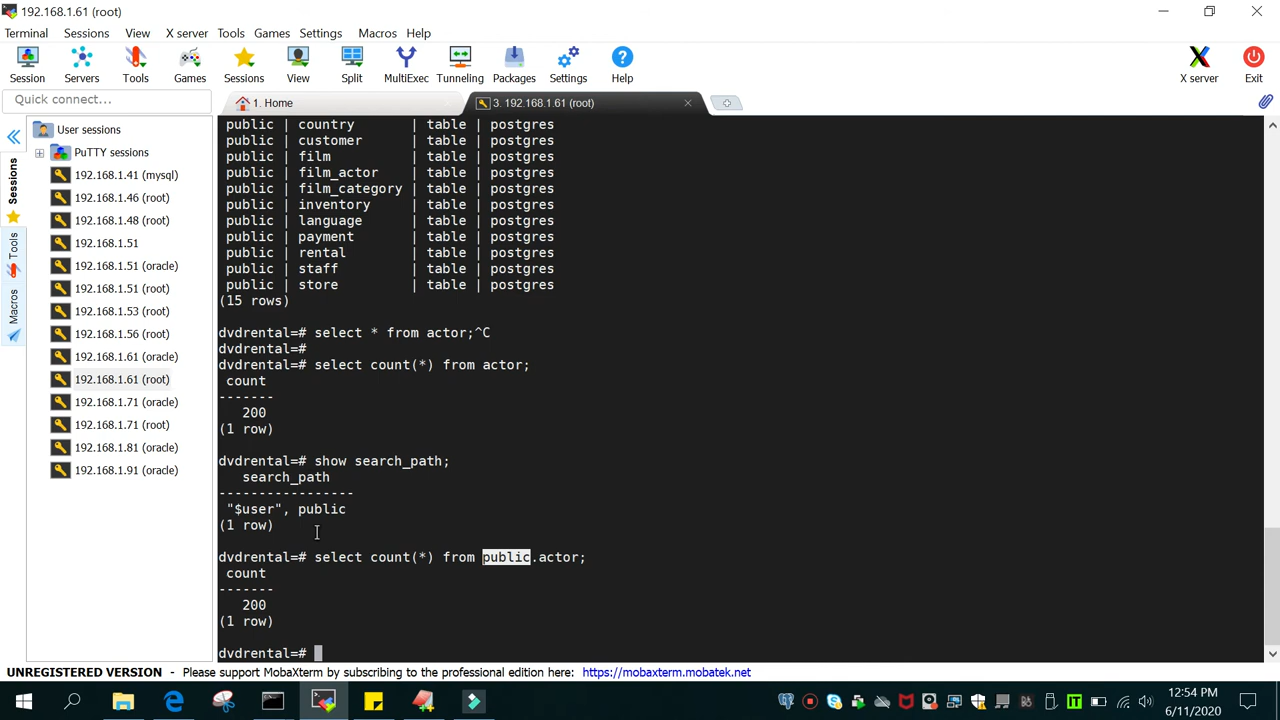 192.168.1.61 (root)
Terminal Sessions View X server Tools Games Settings Macros Help
Session Servers Tools Games Sessions View Split MultiExec Tunneling Packages Settings Help X server Exit
Quick connect...
1. Home
3. 192.168.1.61 (root)
Sessions
Tools
Macros
User sessions
PuTTY sessions
192.168.1.41 (mysql)
192.168.1.46 (root)
192.168.1.48 (root)
192.168.1.51
192.168.1.51 (oracle)
192.168.1.51 (root)
192.168.1.53 (root)
192.168.1.56 (root)
192.168.1.61 (oracle)
192.168.1.61 (root)
192.168.1.71 (oracle)
192.168.1.71 (root)
192.168.1.81 (oracle)
192.168.1.91 (oracle)
public | country | table | postgres
public | customer | table | postgres
public | film | table | postgres
public | film_actor | table | postgres
public | film_category | table | postgres
public | inventory | table | postgres
public | language | table | postgres
public | payment | table | postgres
public | rental | table | postgres
public | staff | table | postgres
public | store | table | postgres
(15 rows)
dvdrental=# select * from actor;^C
dvdrental=#
dvdrental=# select count(*) from actor;
count
-------
200
(1 row)
dvdrental=# show search_path;
search_path
-----------------
"$user", public
(1 row)
dvdrental=# select count(*) from public.actor;
count
-------
200
(1 row)
dvdrental=#
UNREGISTERED VERSION - Please support MobaXterm by subscribing to the professional edition here: https://mobaxterm.mobatek.net
12:54 PM
6/11/2020